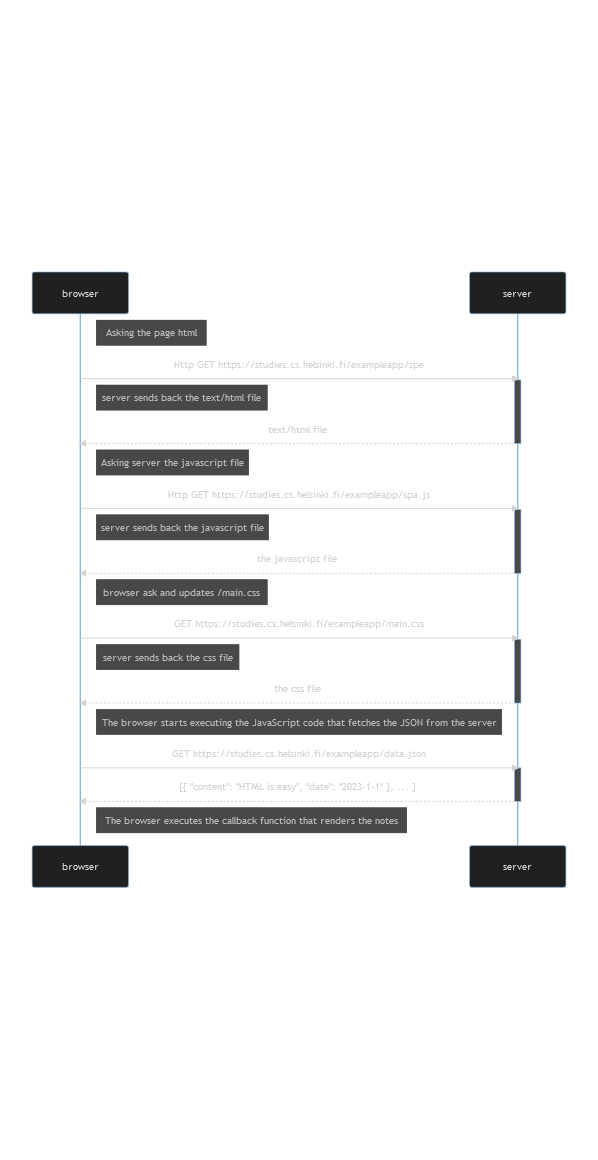 browser
server
Asking the page html
Http GET https://studies.cs.helsinki.fi/exampleapp/spe
server sends back the text/html file
text/html file
Asking server the javascript file
Http GET https://studies.cs.helsinki.fi/exampleapp/spa.js
server sends back the javascript file
the javascript file
browser ask and updates /main.css
GET https://studies.cs.helsinki.fi/exampleapp/main.css
server sends back the css file
the css file
The browser starts executing the JavaScript code that fetches the JSON from the server
GET https://studies.cs.helsinki.fi/exampleapp/data.json
[{ "content": "HTML is easy", "date": "2023-1-1" }, ... ]
The browser executes the callback function that renders the notes
browser
server